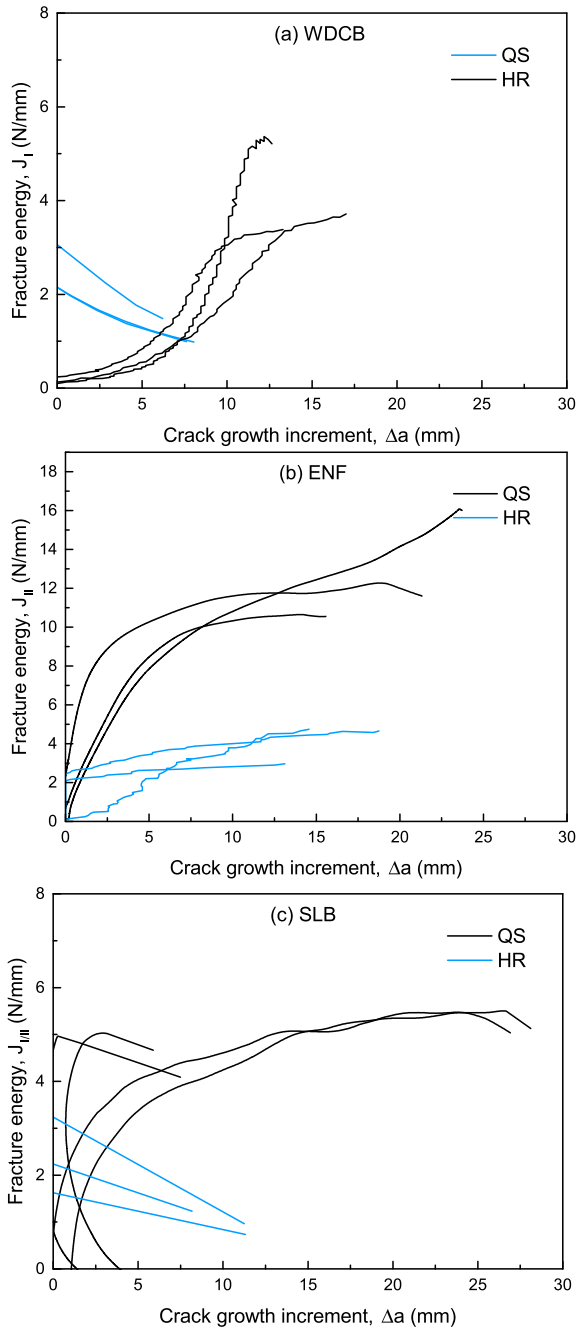 (a) WDCB
QS
HR
8
6
4
2
0
Fracture energy, J_I (N/mm)
0 5 10 15 20 25 30
Crack growth increment, Δa (mm)
(b) ENF
QS
HR
18
16
14
12
10
8
6
4
2
0
Fracture energy, J_II (N/mm)
0 5 10 15 20 25 30
Crack growth increment, Δa (mm)
(c) SLB
QS
HR
8
6
4
2
0
Fracture energy, J_I/II (N/mm)
0 5 10 15 20 25 30
Crack growth increment, Δa (mm)